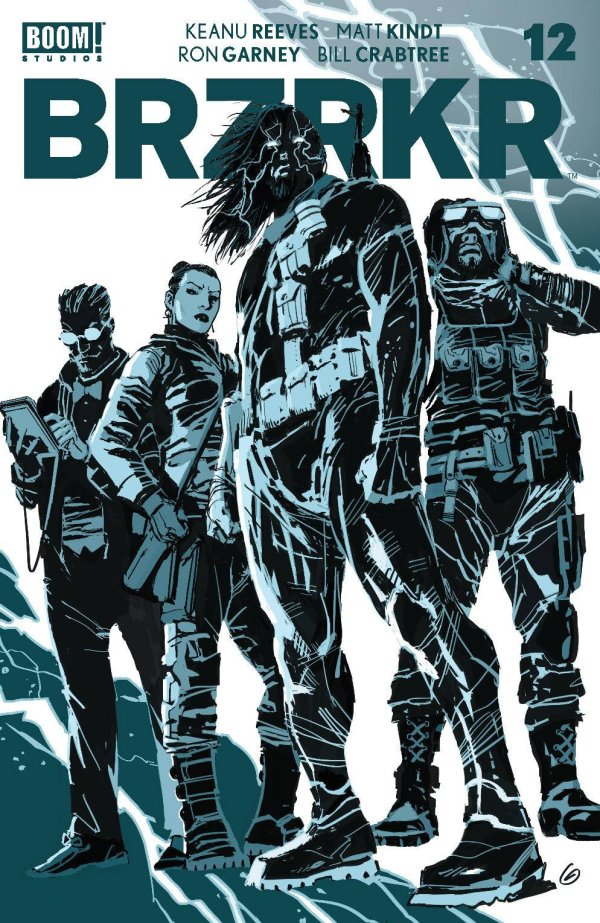 BOOM!
STUDIOS
KEANU REEVES MATT KINDT
RON GARNEY BILL CRABTREE
12
BRZRKR
TM